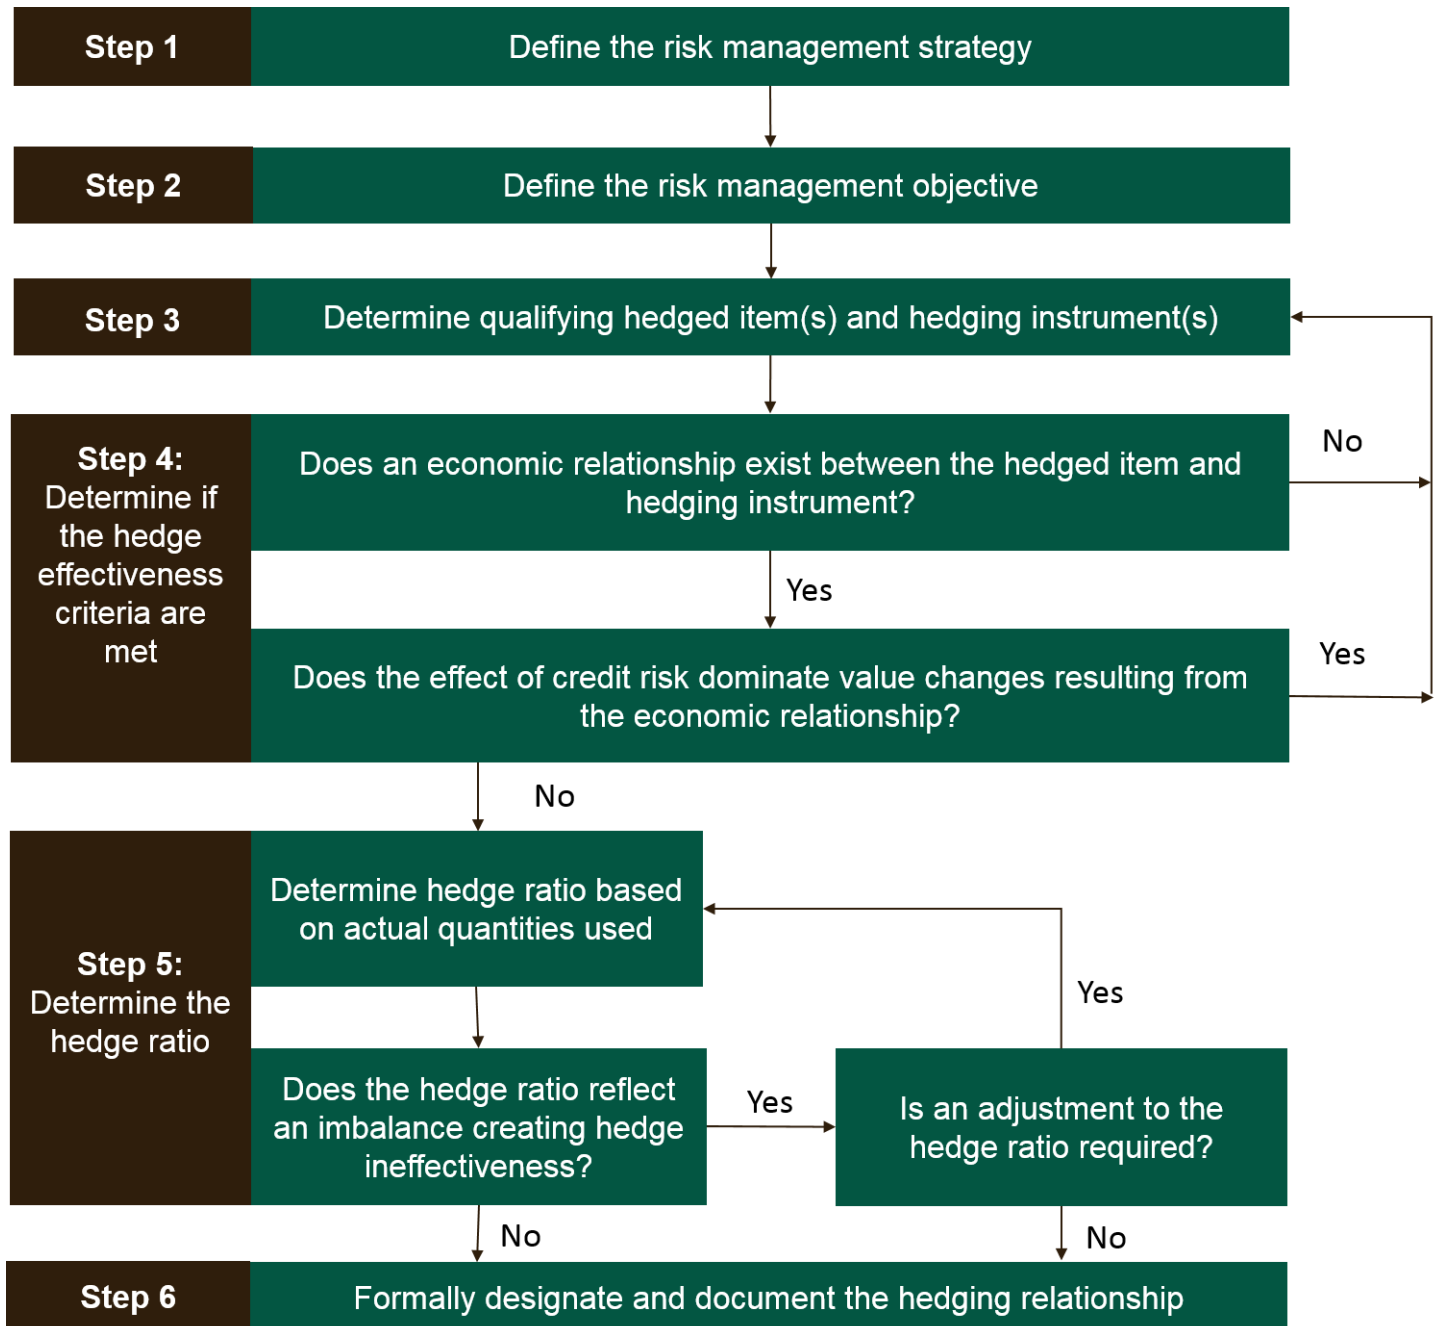 Step 1
Define the risk management strategy
Step 2
Define the risk management objective
Step 3
Determine qualifying hedged item(s) and hedging instrument(s)
Step 4:
Determine if
the hedge
effectiveness
criteria are
met
Does an economic relationship exist between the hedged item and
hedging instrument?
No
Yes
Does the effect of credit risk dominate value changes resulting from
the economic relationship?
Yes
No
Step 5:
Determine the
hedge ratio
Determine hedge ratio based
on actual quantities used
Yes
Does the hedge ratio reflect
an imbalance creating hedge
ineffectiveness?
Yes
Is an adjustment to the
hedge ratio required?
No
No
Step 6
Formally designate and document the hedging relationship